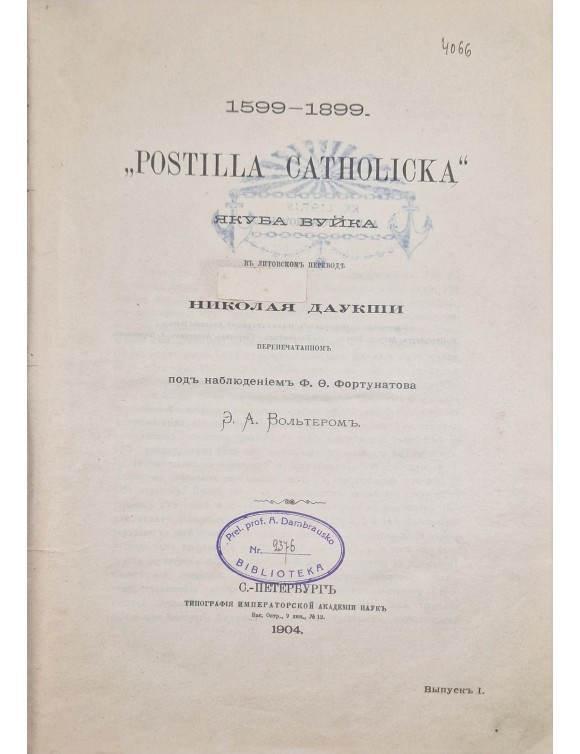 4066
1599–1899.
„POSTILLA CATHOLICKA“
ЯКУБА ВУЙКА
ВЪ ЛИТОВСКОМЪ ПЕРЕВОДѢ
НИКОЛАЯ ДАУКШИ
ПЕРЕПЕЧАТАННОМЪ
подъ наблюденіемъ Ф. Ѳ. Фортунатова
Э. А. Вольтеромъ.
Prel. prof. A. Dambrausko
Nr. 2376
BIBLIOTEKA
С.-ПЕТЕРБУРГЪ
ТИПОГРАФІЯ ИМПЕРАТОРСКОЙ АКАДЕМІИ НАУКЪ
Вас. Остр., 9 лин., № 12.
1904.
Выпускъ I.